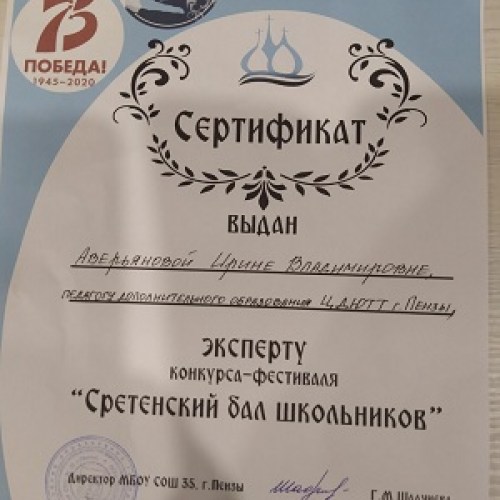 75
ПОБЕДА!
1945–2020
Сертификат
выдан
Аверьяновой Ирине Владимировне,
педагогу дополнительного образования ЦДЮТТ г. Пензы,
эксперту
конкурса-фестиваля
"Сретенский бал школьников"
Директор МБОУ СОШ 35, г.Пензы